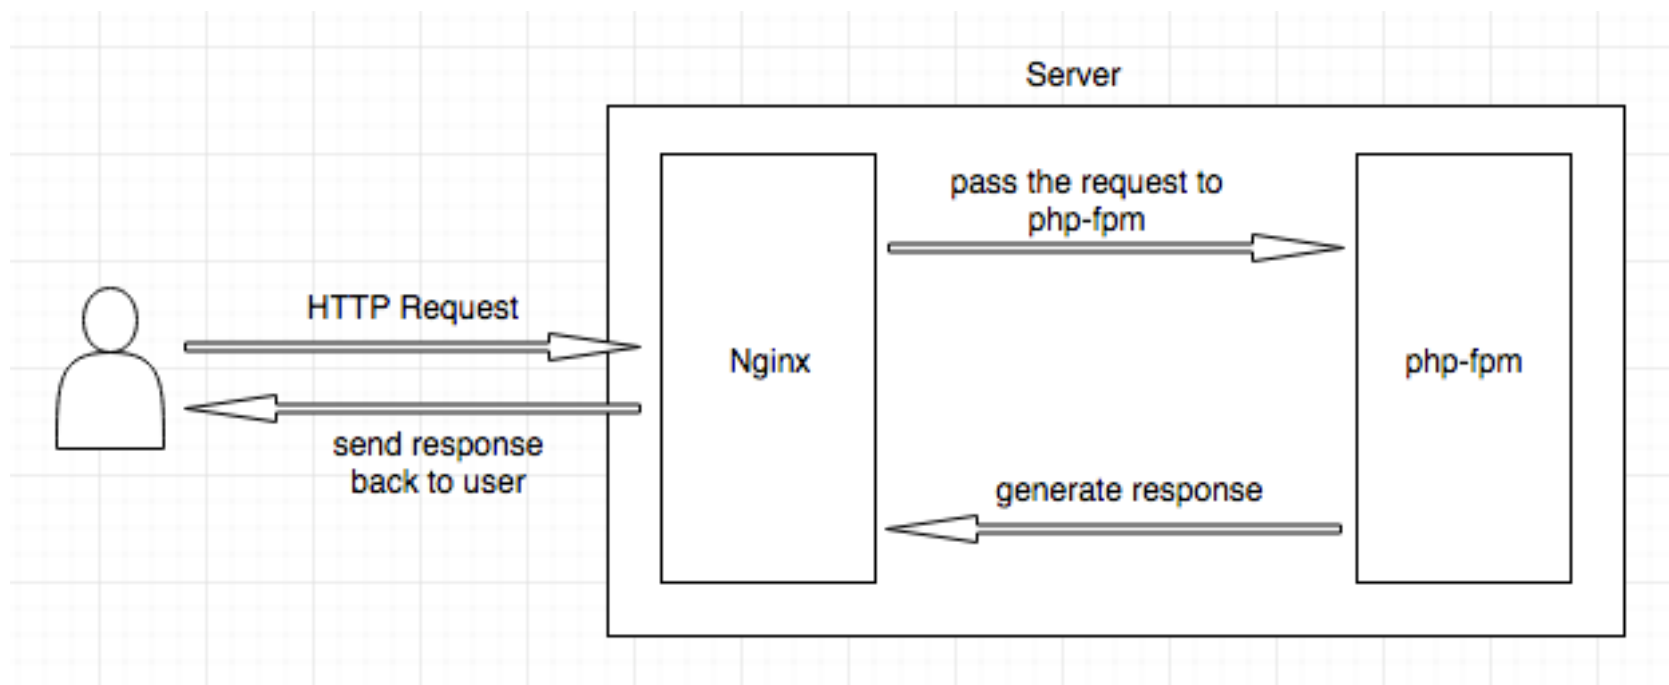 Server
pass the request to
php-fpm
HTTP Request
Nginx
php-fpm
send response
back to user
generate response